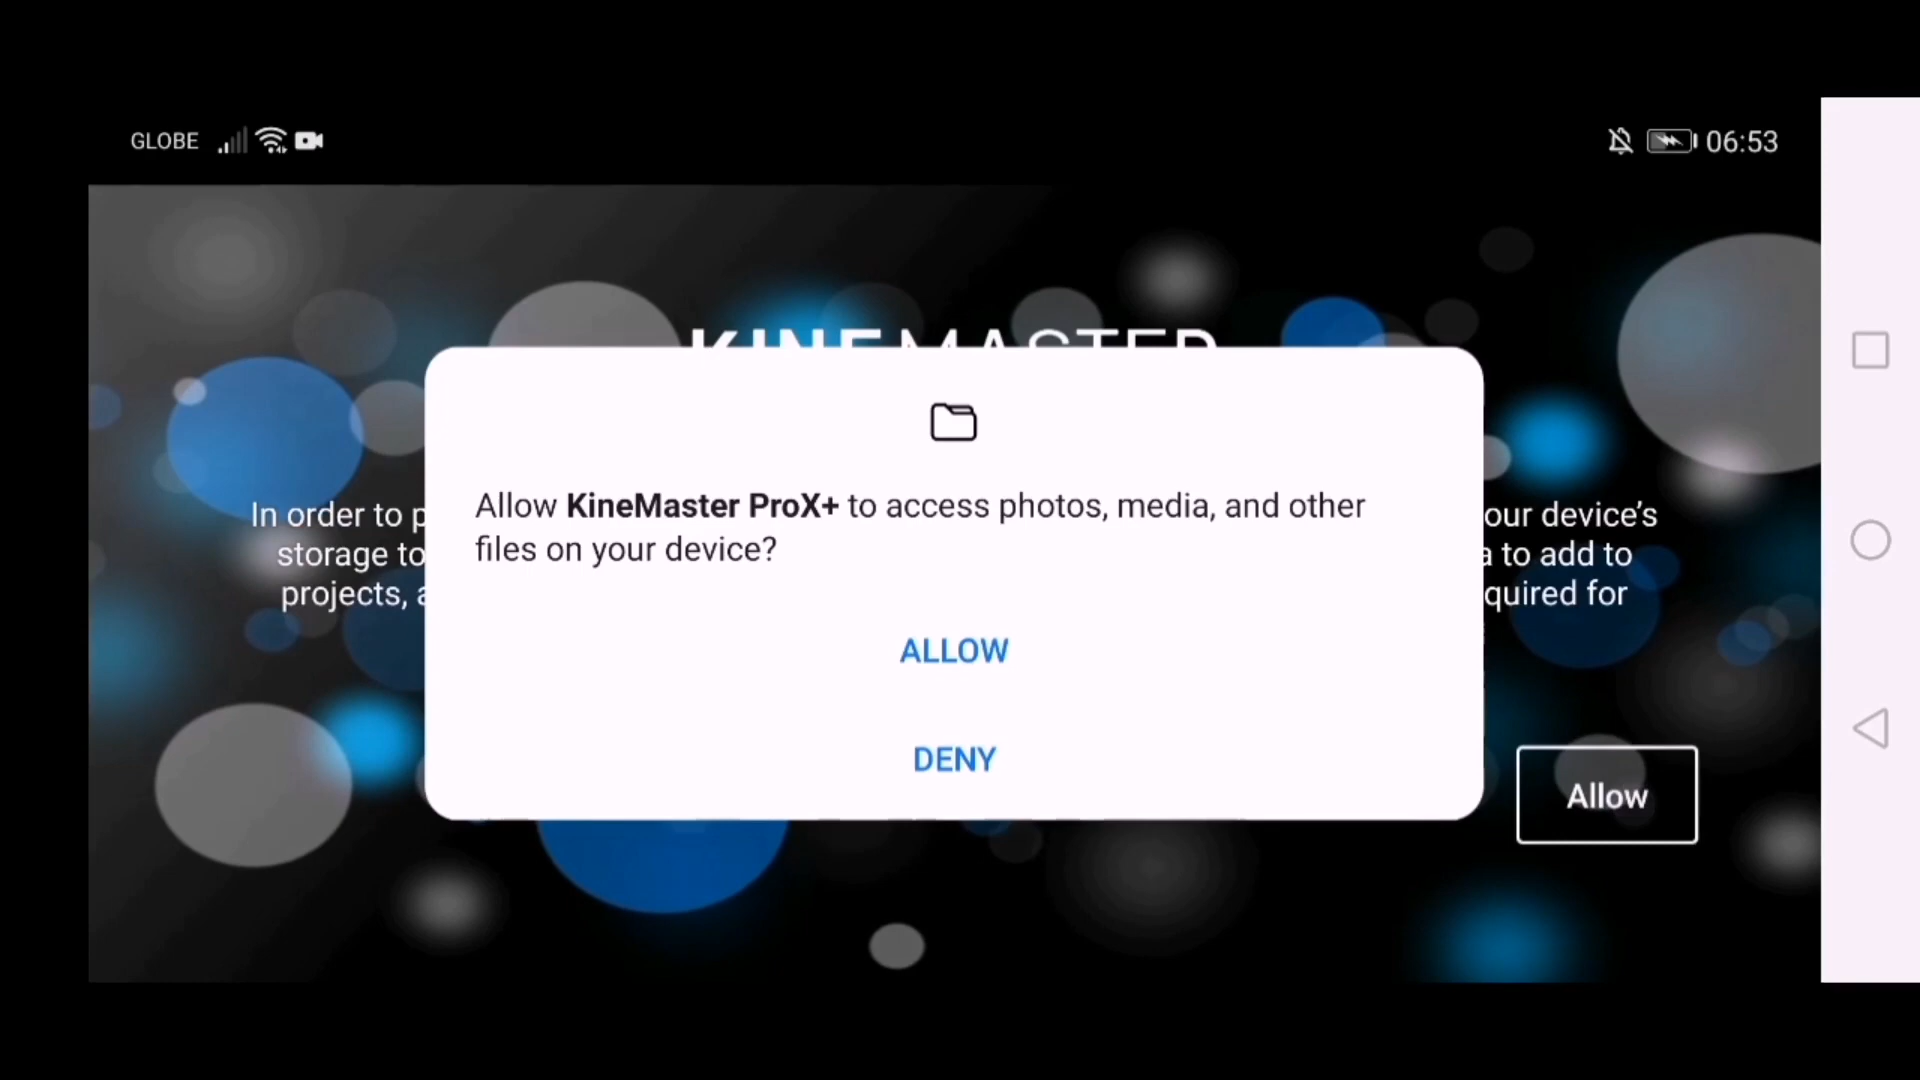 GLOBE
06:53
KINEMASTER
Allow KineMaster ProX+ to access photos, media, and other
files on your device?
ALLOW
DENY
In order to p
storage to
projects, a
our device's
a to add to
quired for
Allow